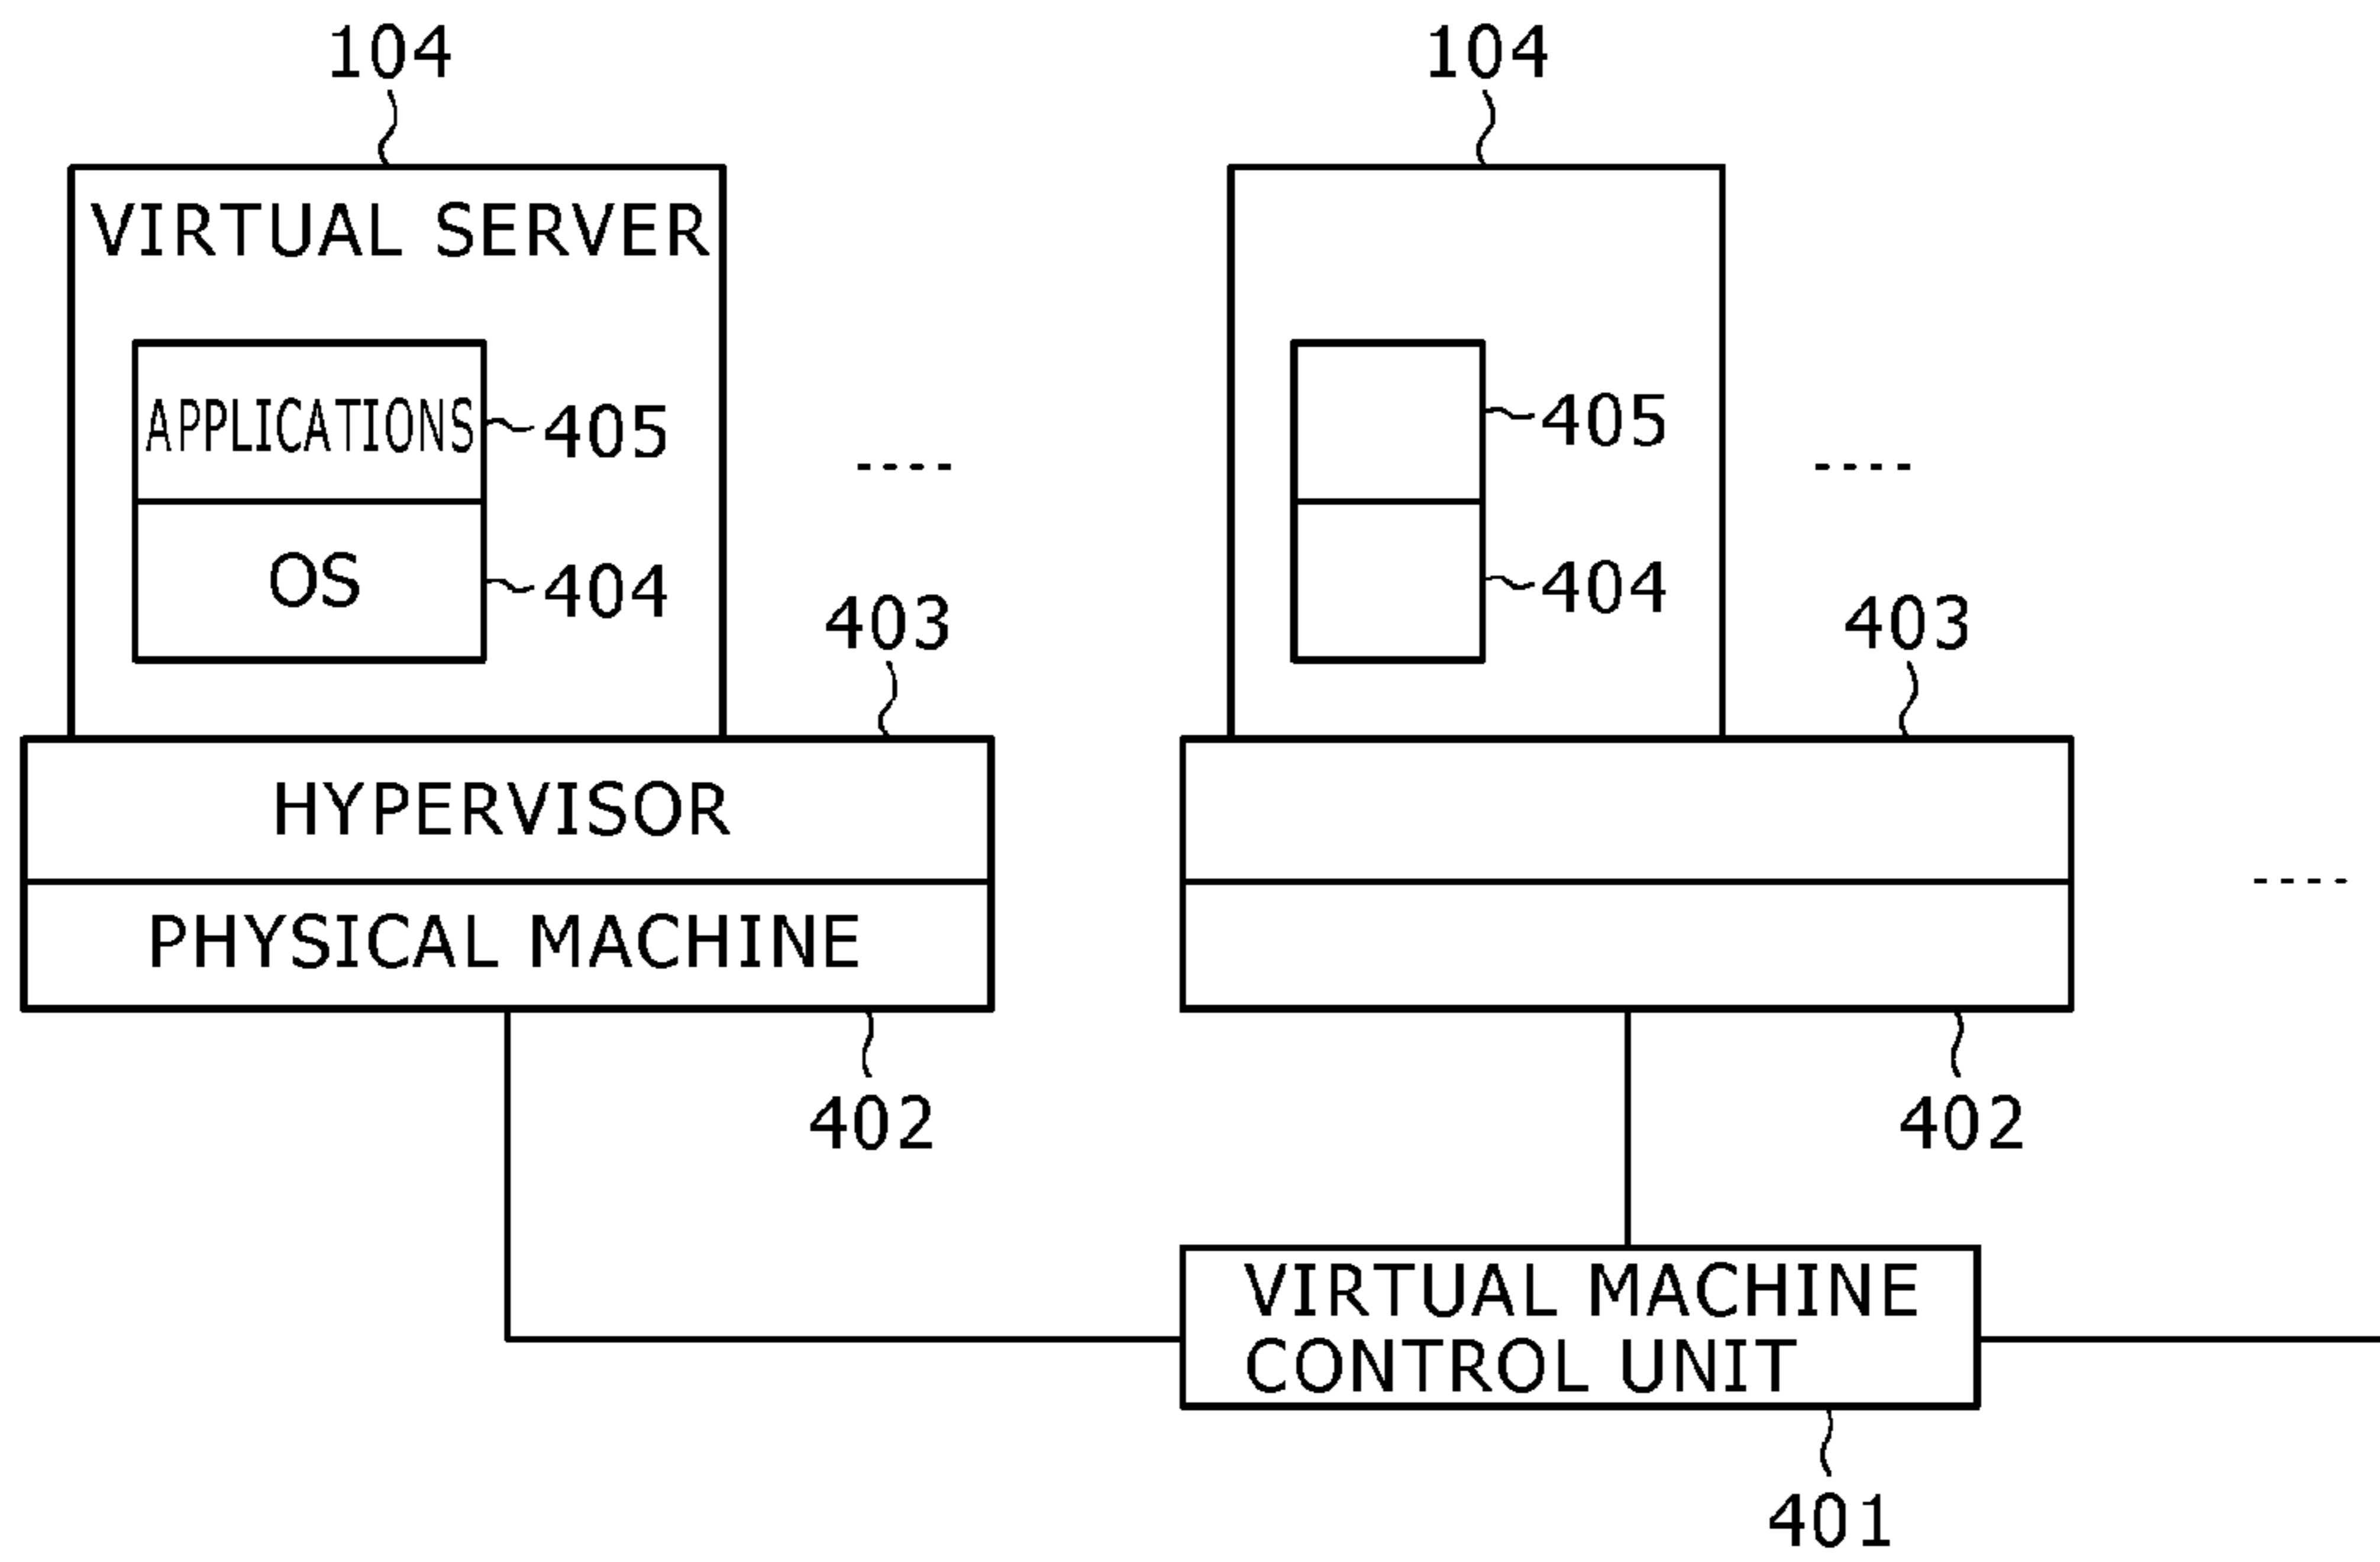 104
104
VIRTUAL SERVER
APPLICATIONS
405
405
OS
404
404
403
403
HYPERVISOR
PHYSICAL MACHINE
402
402
VIRTUAL MACHINE
CONTROL UNIT
401